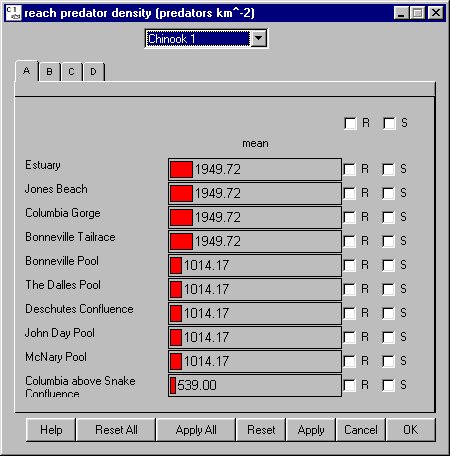 C 1 reach predator density (predators km^-2)
Chinook 1
A B C D
R S
mean
Estuary 1949.72 R S
Jones Beach 1949.72 R S
Columbia Gorge 1949.72 R S
Bonneville Tailrace 1949.72 R S
Bonneville Pool 1014.17 R S
The Dalles Pool 1014.17 R S
Deschutes Confluence 1014.17 R S
John Day Pool 1014.17 R S
McNary Pool 1014.17 R S
Columbia above Snake 539.00 R S
Confluence
Help Reset All Apply All Reset Apply Cancel OK